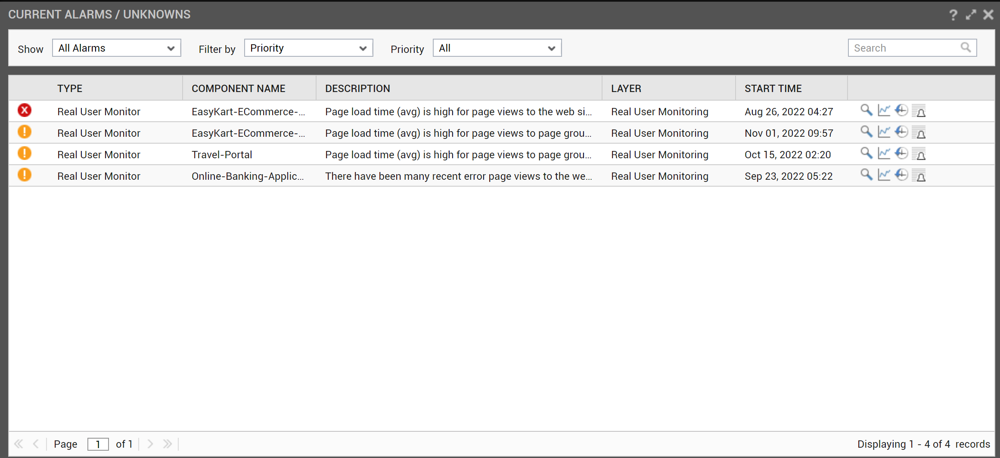 CURRENT ALARMS / UNKNOWNS
Show All Alarms Filter by Priority Priority All Search
TYPE COMPONENT NAME DESCRIPTION LAYER START TIME
Real User Monitor EasyKart-ECommerce-... Page load time (avg) is high for page views to the web si... Real User Monitoring Aug 26, 2022 04:27
Real User Monitor EasyKart-ECommerce-... Page load time (avg) is high for page views to page grou... Real User Monitoring Nov 01, 2022 09:57
Real User Monitor Travel-Portal Page load time (avg) is high for page views to page grou... Real User Monitoring Oct 15, 2022 02:20
Real User Monitor Online-Banking-Applic... There have been many recent error page views to the we... Real User Monitoring Sep 23, 2022 05:22
Page 1 of 1 Displaying 1 - 4 of 4 records